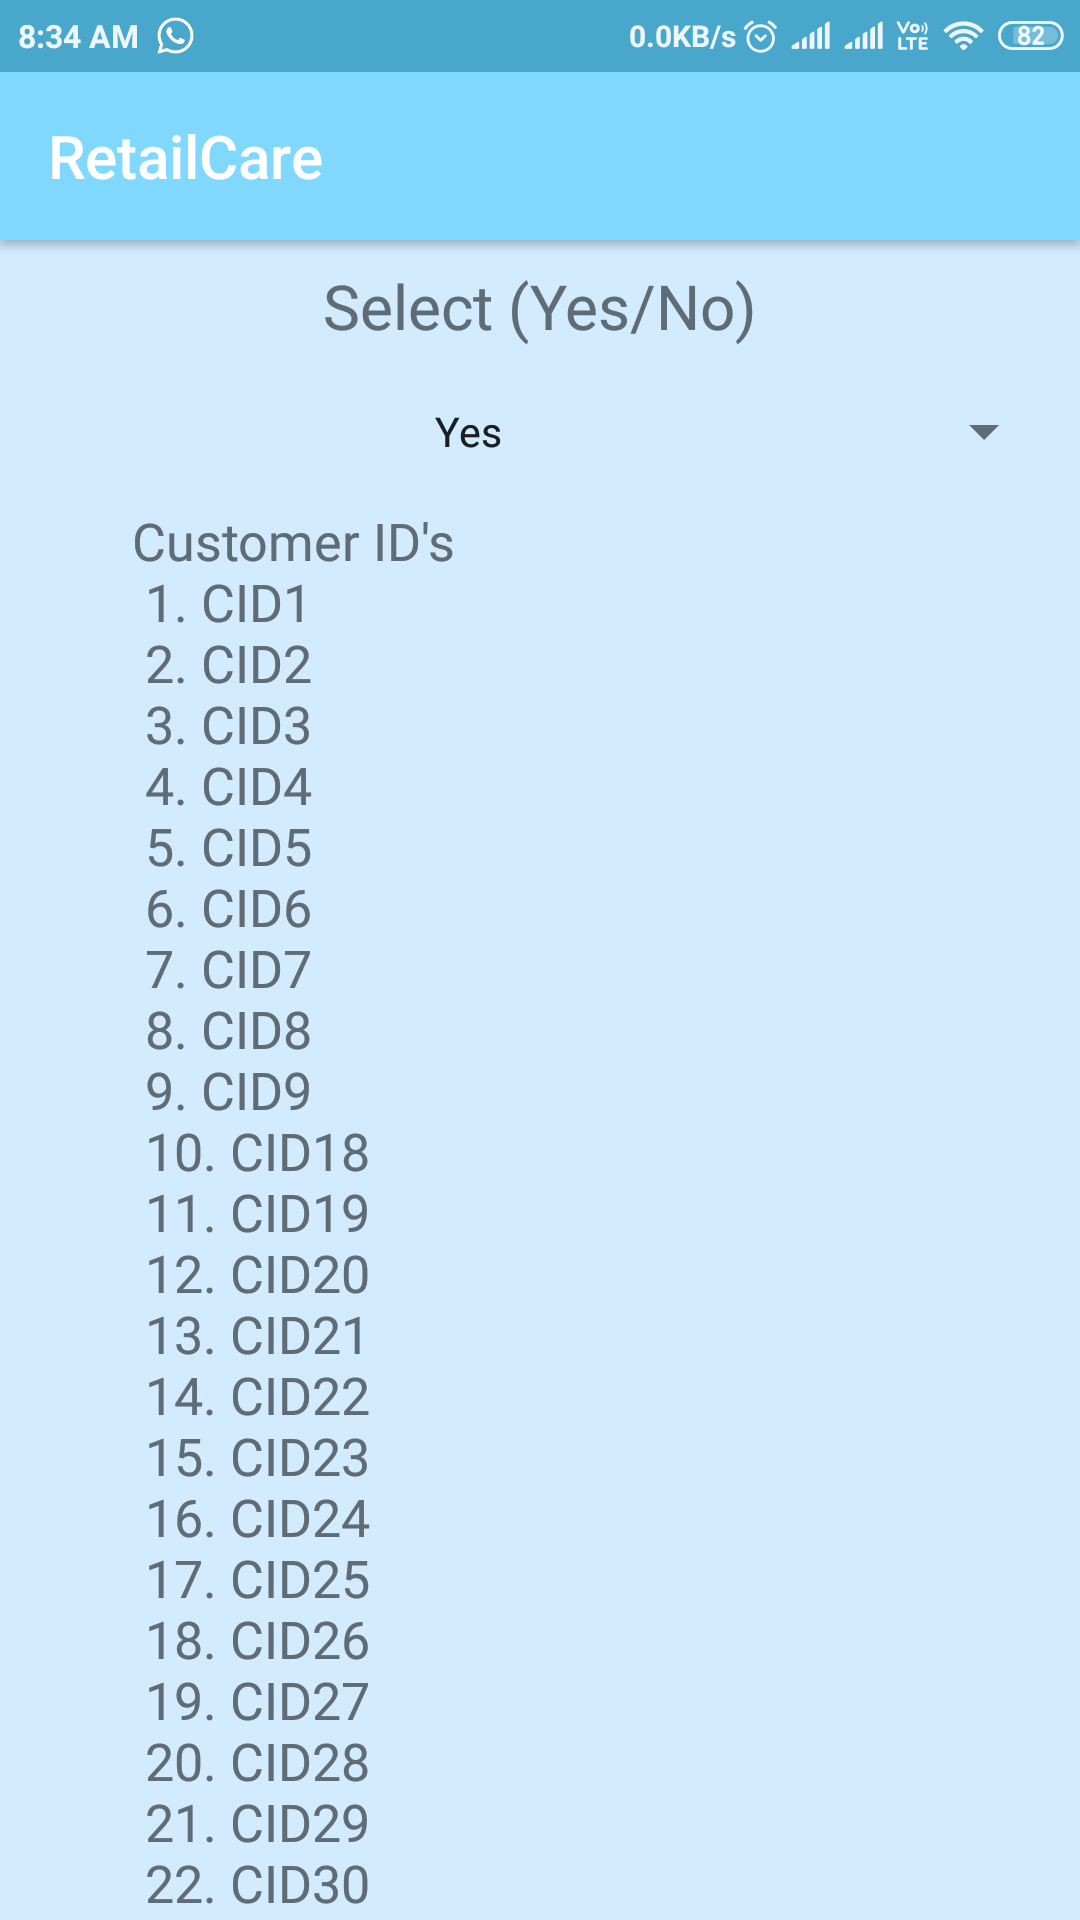 8:34 AM 0.0KB/s VoLTE 82
RetailCare
Select (Yes/No)
Yes
Customer ID's
1. CID1
2. CID2
3. CID3
4. CID4
5. CID5
6. CID6
7. CID7
8. CID8
9. CID9
10. CID18
11. CID19
12. CID20
13. CID21
14. CID22
15. CID23
16. CID24
17. CID25
18. CID26
19. CID27
20. CID28
21. CID29
22. CID30